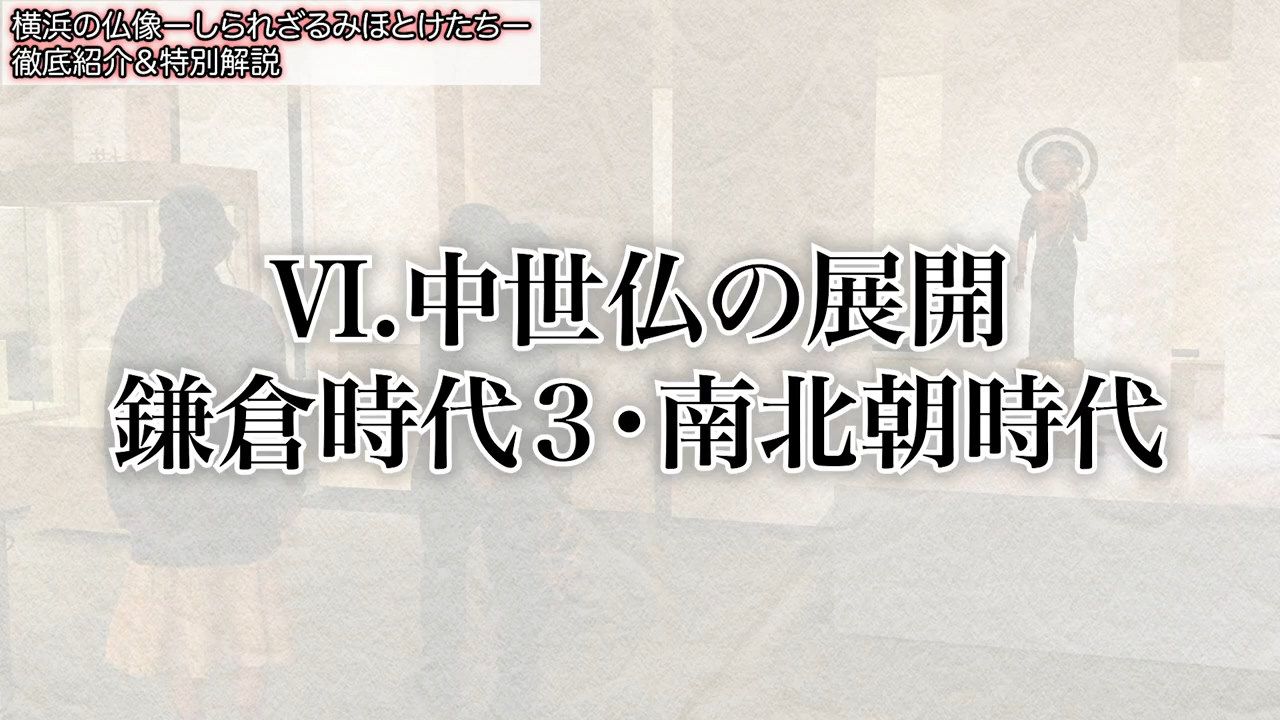 横浜の仏像ーしられざるみほとけたちー
徹底紹介＆特別解説
Ⅵ.中世仏の展開
鎌倉時代３・南北朝時代